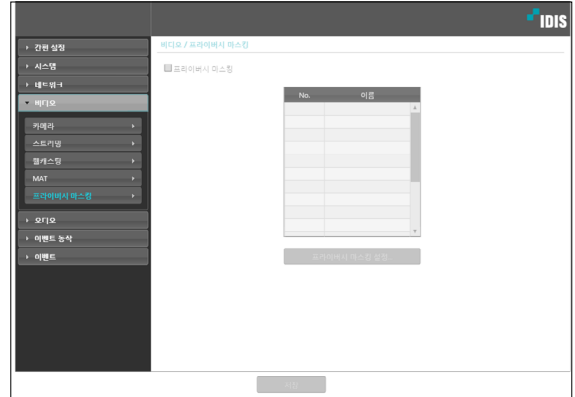 IDIS
간편 설정
시스템
네트워크
비디오
카메라
스트리밍
웹캐스팅
MAT
프라이버시 마스킹
오디오
이벤트 동작
이벤트
비디오 / 프라이버시 마스킹
프라이버시 마스킹
No. 이름
프라이버시 마스킹 설정...
저장